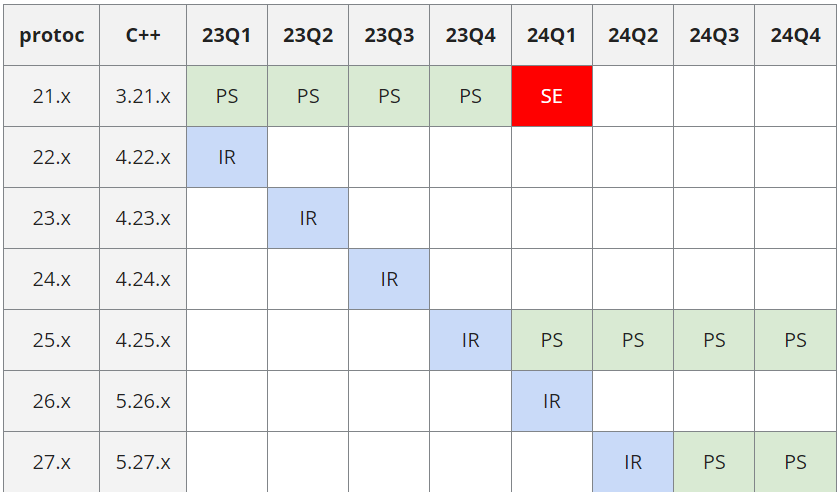 protoc C++ 23Q1 23Q2 23Q3 23Q4 24Q1 24Q2 24Q3 24Q4
21.x 3.21.x PS PS PS PS SE
22.x 4.22.x IR
23.x 4.23.x IR
24.x 4.24.x IR
25.x 4.25.x IR PS PS PS PS
26.x 5.26.x IR
27.x 5.27.x IR PS PS